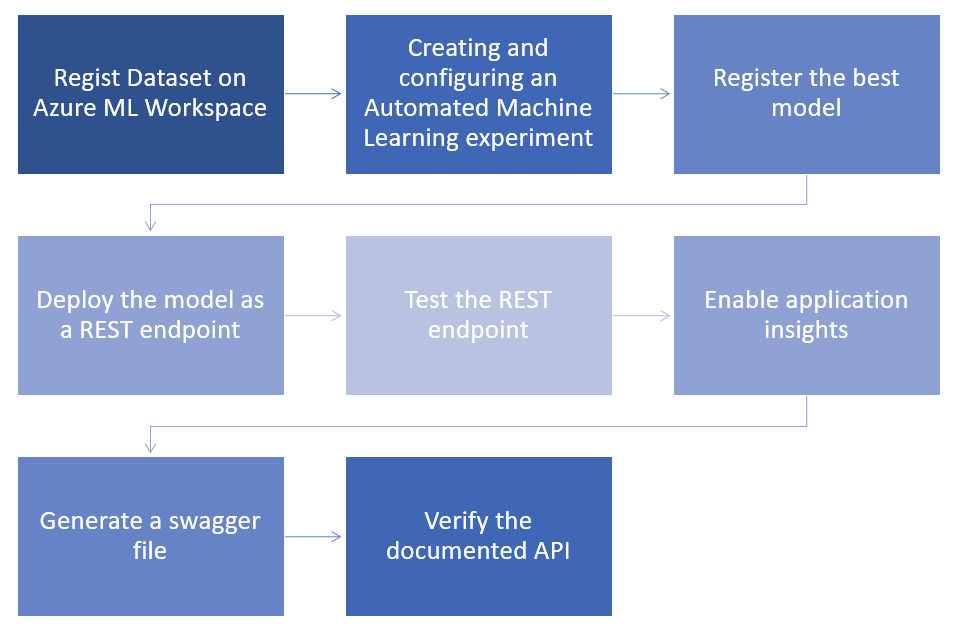 Regist Dataset on
Azure ML Workspace
Creating and
configuring an
Automated Machine
Learning experiment
Register the best
model
Deploy the model as
a REST endpoint
Test the REST
endpoint
Enable application
insights
Generate a swagger
file
Verify the
documented API